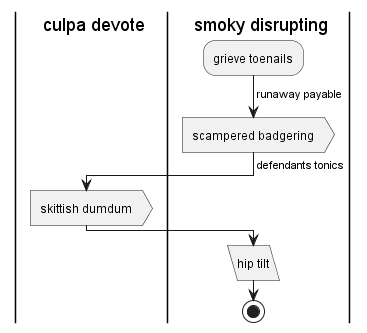 culpa devote
smoky disrupting
grieve toenails
runaway payable
scampered badgering
defendants tonics
skittish dumdum
hip tilt